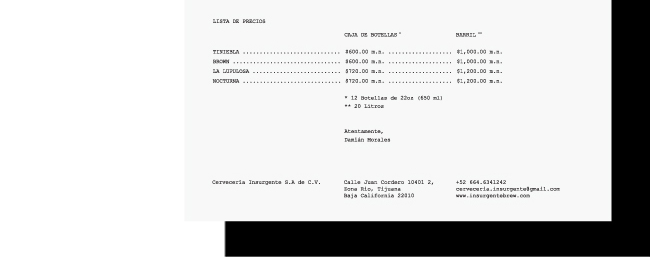 LISTA DE PRECIOS
CAJA DE BOTELLAS * BARRIL **
TINIEBLA ............................ $600.00 m.n. ................... $1,000.00 m.n.
BROWN ............................... $600.00 m.n. ................... $1,000.00 m.n.
LA LUPULOSA ......................... $720.00 m.n. ................... $1,200.00 m.n.
NOCTURNA ............................ $720.00 m.n. ................... $1,200.00 m.n.
* 12 Botellas de 22oz (650 ml)
** 20 Litros
Atentamente,
Damián Morales
Cervecería Insurgente S.A de C.V. Calle Juan Cordero 10401 2, +52 664.6341242
Zona Río, Tijuana cerveceria.insurgente@gmail.com
Baja California 22010 www.insurgentebrew.com